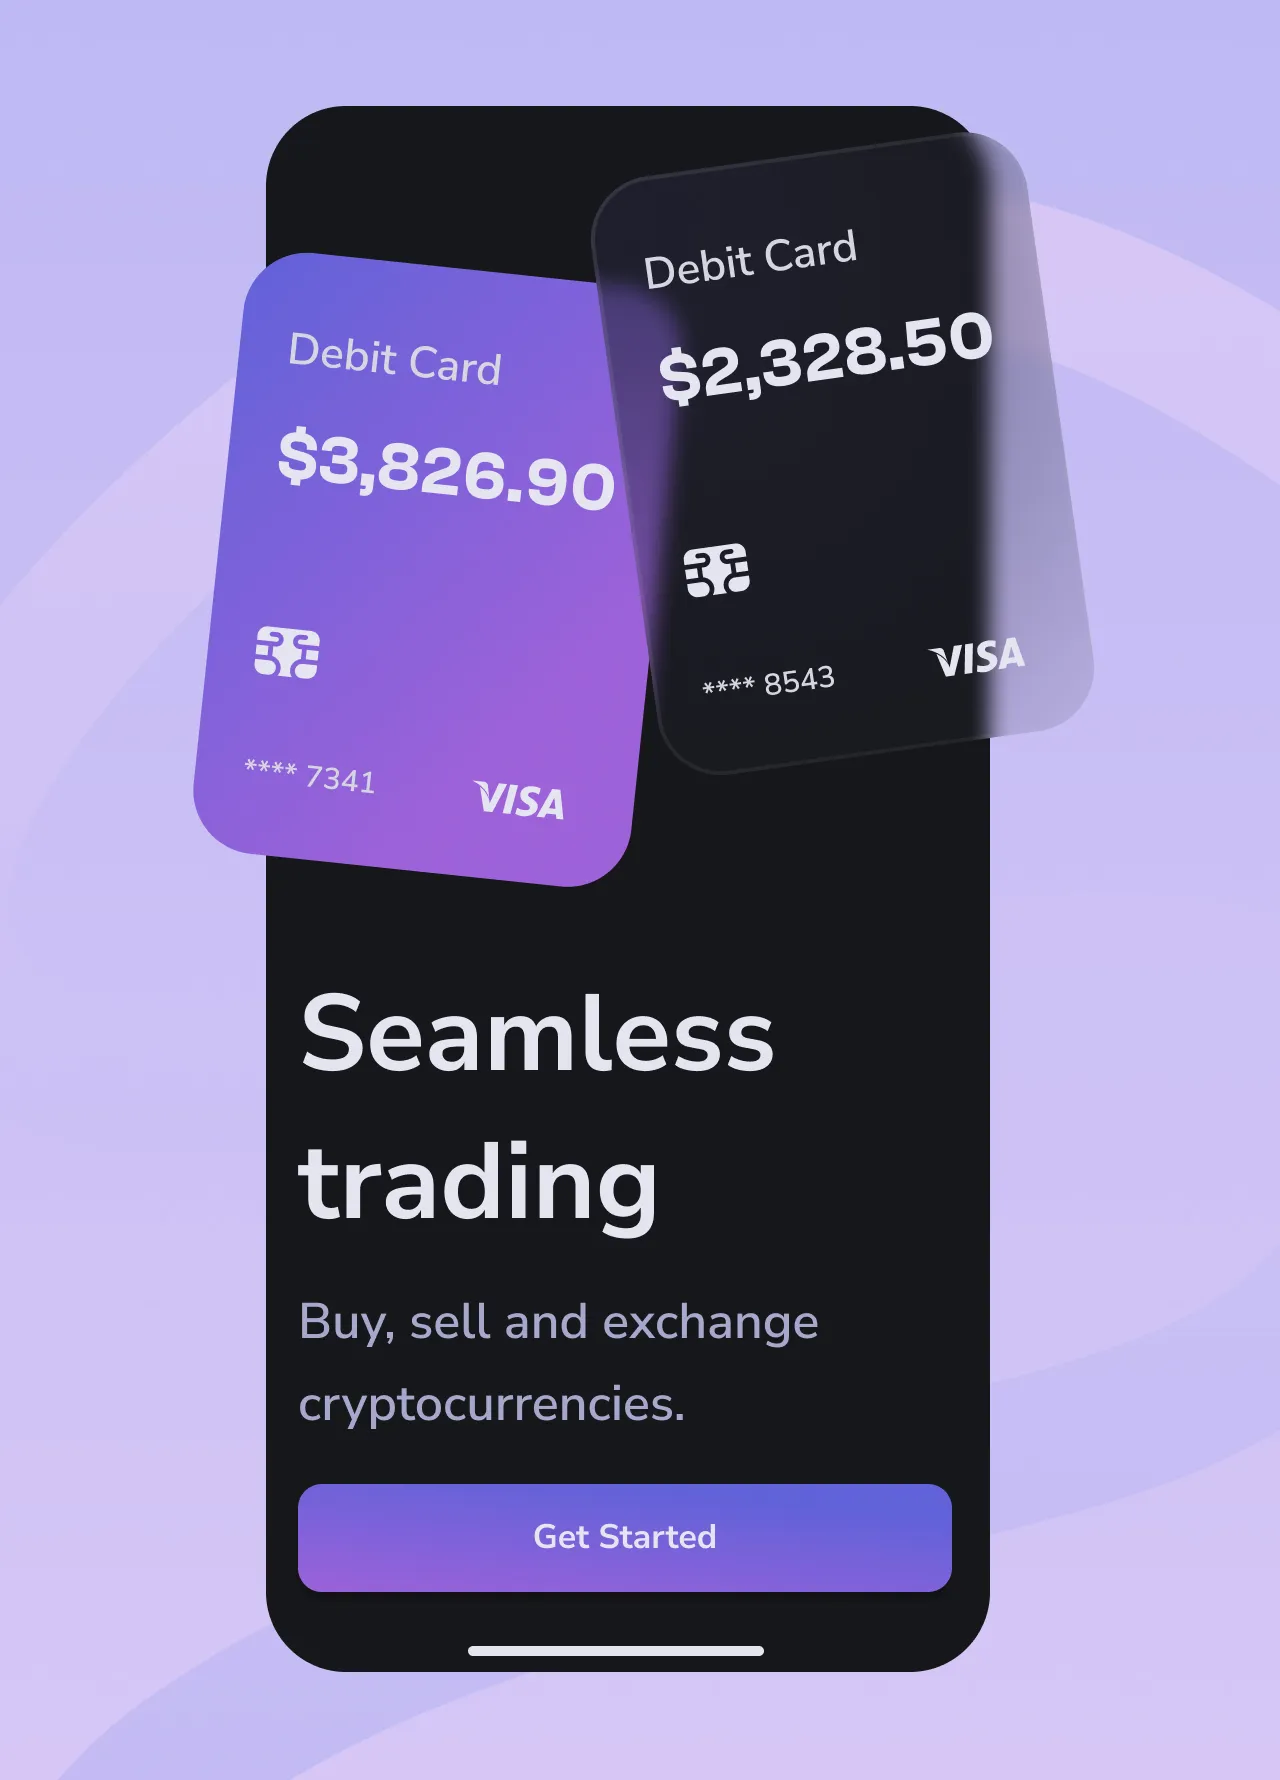 Debit Card
$3,826.90
**** 7341
VISA
Debit Card
$2,328.50
**** 8543
VISA
Seamless
trading
Buy, sell and exchange
cryptocurrencies.
Get Started